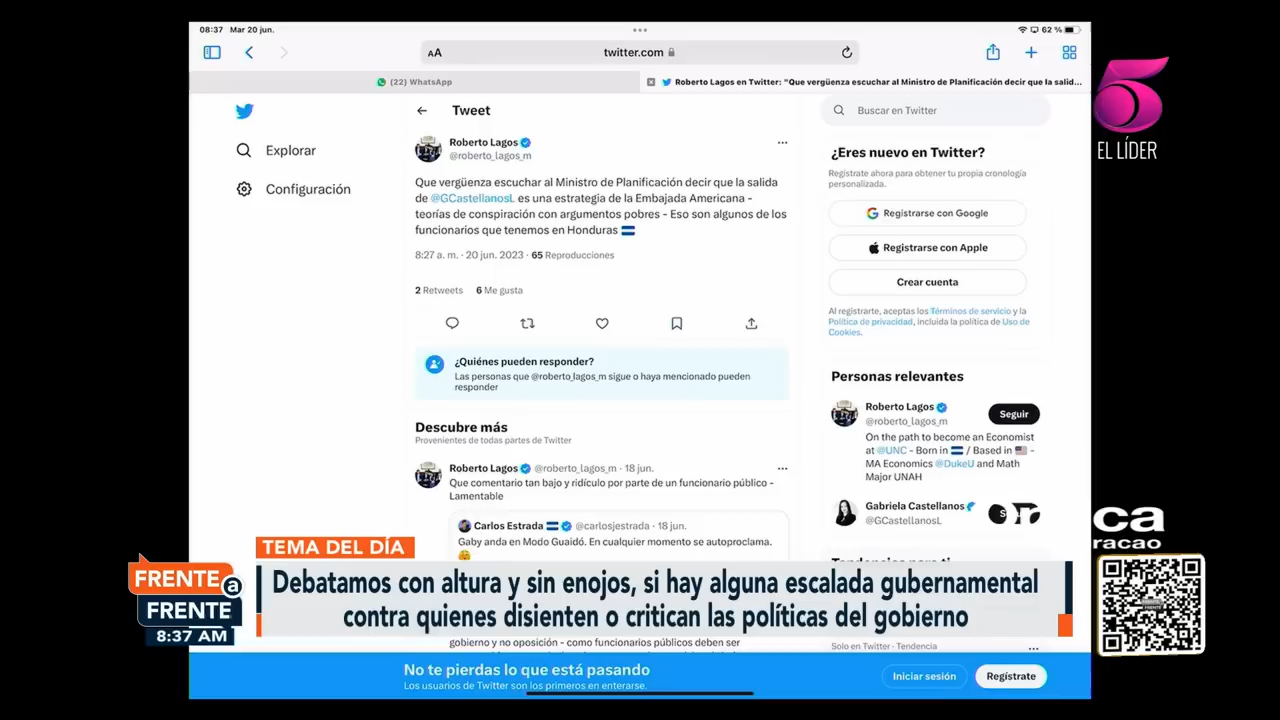 08:37 Mar 20 jun.
62 %
AA
twitter.com
(22) WhatsApp
Roberto Lagos en Twitter: "Que vergüenza escuchar al Ministro de Planificación decir que la salid...
5
EL LÍDER
Explorar
Configuración
Tweet
Roberto Lagos
@roberto_lagos_m
Que vergüenza escuchar al Ministro de Planificación decir que la salida
de @GCastellanosL es una estrategia de la Embajada Americana -
teorías de conspiración con argumentos pobres - Eso son algunos de los
funcionarios que tenemos en Honduras
8:27 a. m. · 20 jun. 2023 · 65 Reproducciones
2 Retweets 6 Me gusta
¿Quiénes pueden responder?
Las personas que @roberto_lagos_m sigue o haya mencionado pueden
responder
Descubre más
Provenientes de todas partes de Twitter
Roberto Lagos @roberto_lagos_m · 18 jun.
Que comentario tan bajo y ridículo por parte de un funcionario público -
Lamentable
Carlos Estrada @carlosjestrada · 18 jun.
Gaby anda en Modo Guaidó. En cualquier momento se autoproclama.
gobierno y no oposición - como funcionarios públicos deben ser
Buscar en Twitter
¿Eres nuevo en Twitter?
Regístrate ahora para obtener tu propia cronología
personalizada.
Registrarse con Google
Registrarse con Apple
Crear cuenta
Al registrarte, aceptas los Términos de servicio y la
Política de privacidad, incluida la política de Uso de
Cookies.
Personas relevantes
Roberto Lagos
@roberto_lagos_m
Seguir
On the path to become an Economist
at @UNC - Born in / Based in -
MA Economics @DukeU and Math
Major UNAH
Gabriela Castellanos
@GCastellanosL
Solo en Twitter · Tendencia
TEMA DEL DÍA
Debatamos con altura y sin enojos, si hay alguna escalada gubernamental
contra quienes disienten o critican las políticas del gobierno
FRENTE a
FRENTE
8:37 AM
No te pierdas lo que está pasando
Los usuarios de Twitter son los primeros en enterarse.
Iniciar sesión
Regístrate